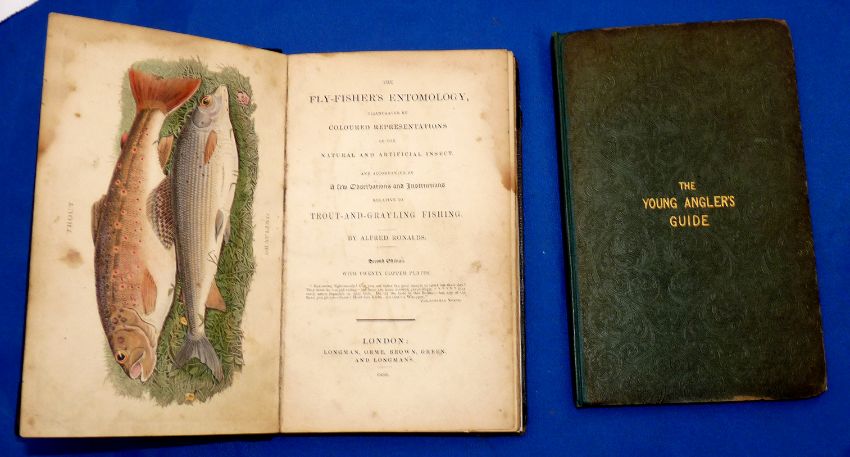 TROUT
GRAYLING
THE
FLY-FISHER'S ENTOMOLOGY,
ILLUSTRATED BY
COLOURED REPRESENTATIONS
OF THE
NATURAL AND ARTIFICIAL INSECT.
AND ACCOMPANIED BY
A few Observations and Instructions
RELATIVE TO
TROUT-AND-GRAYLING FISHING.
BY ALFRED RONALDS.
Second Edition.
WITH TWENTY COPPER PLATES.
LONDON:
LONGMAN, ORME, BROWN, GREEN,
AND LONGMANS.
THE
YOUNG ANGLER'S
GUIDE